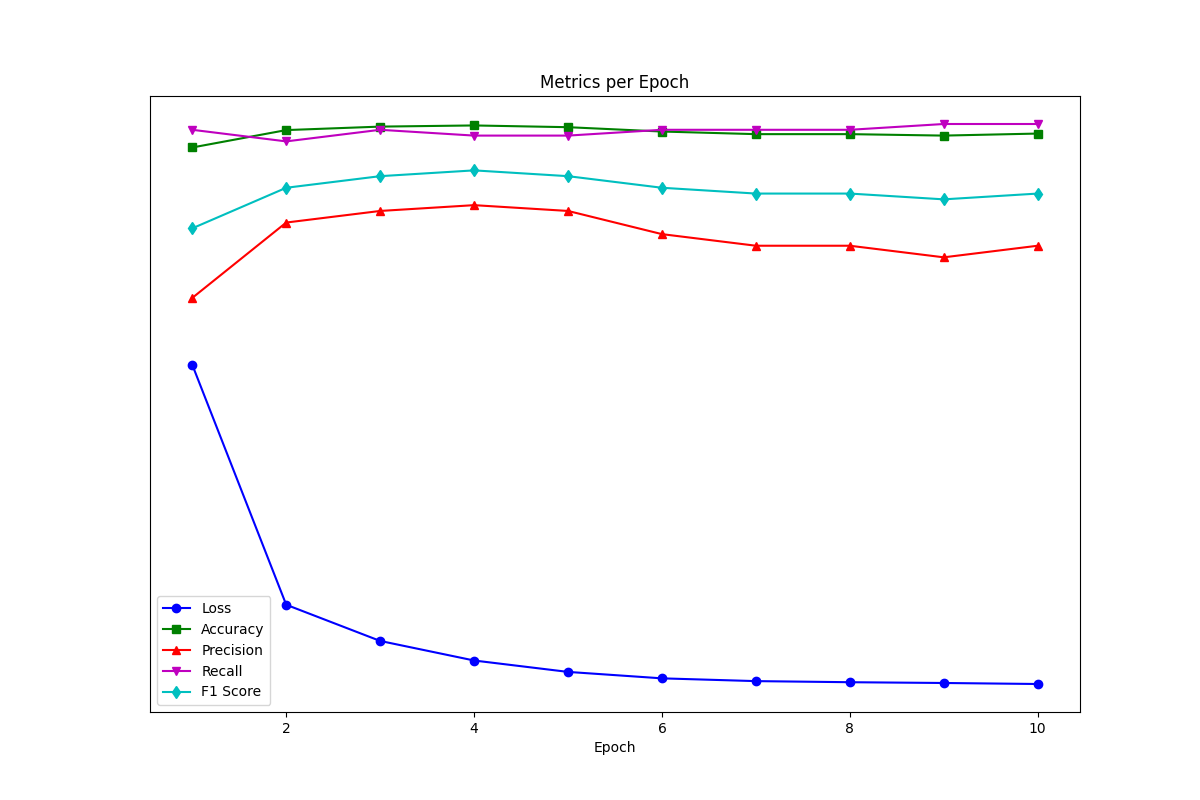 Metrics per Epoch
Loss
Accuracy
Precision
Recall
F1 Score
2 4 6 8 10
Epoch